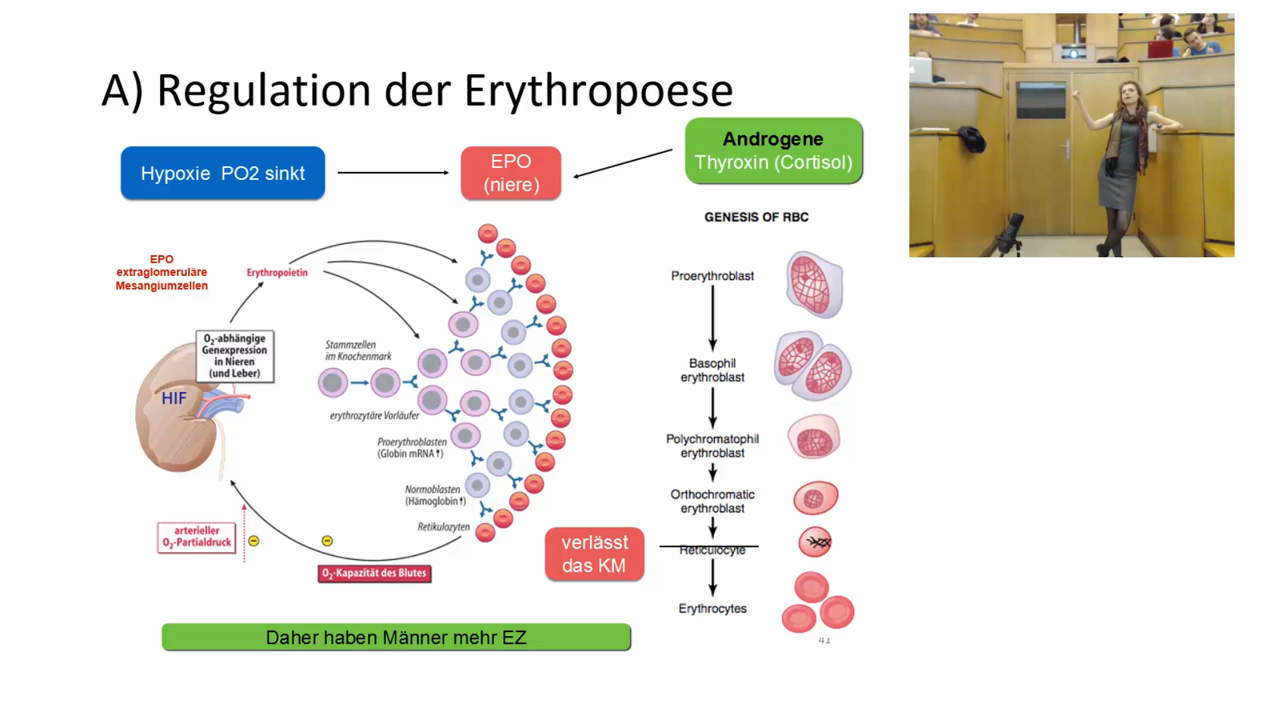 A) Regulation der Erythropoese
Hypoxie PO2 sinkt
EPO
(niere)
Androgene
Thyroxin (Cortisol)
GENESIS OF RBC
EPO
extraglomeruläre
Mesangiumzellen
Erythropoietin
O₂-abhängige
Genexpression
in Nieren
(und Leber)
HIF
Stammzellen
im Knochenmark
erythrozytäre Vorläufer
Proerythroblasten
(Globin mRNA↑)
Normoblasten
(Hämoglobin↑)
Retikulozyten
arterieller
O₂-Partialdruck
O₂-Kapazität des Blutes
Proerythroblast
Basophil
erythroblast
Polychromatophil
erythroblast
Orthochromatic
erythroblast
verlässt
das KM
Reticulocyte
Erythrocytes
41
Daher haben Männer mehr EZ